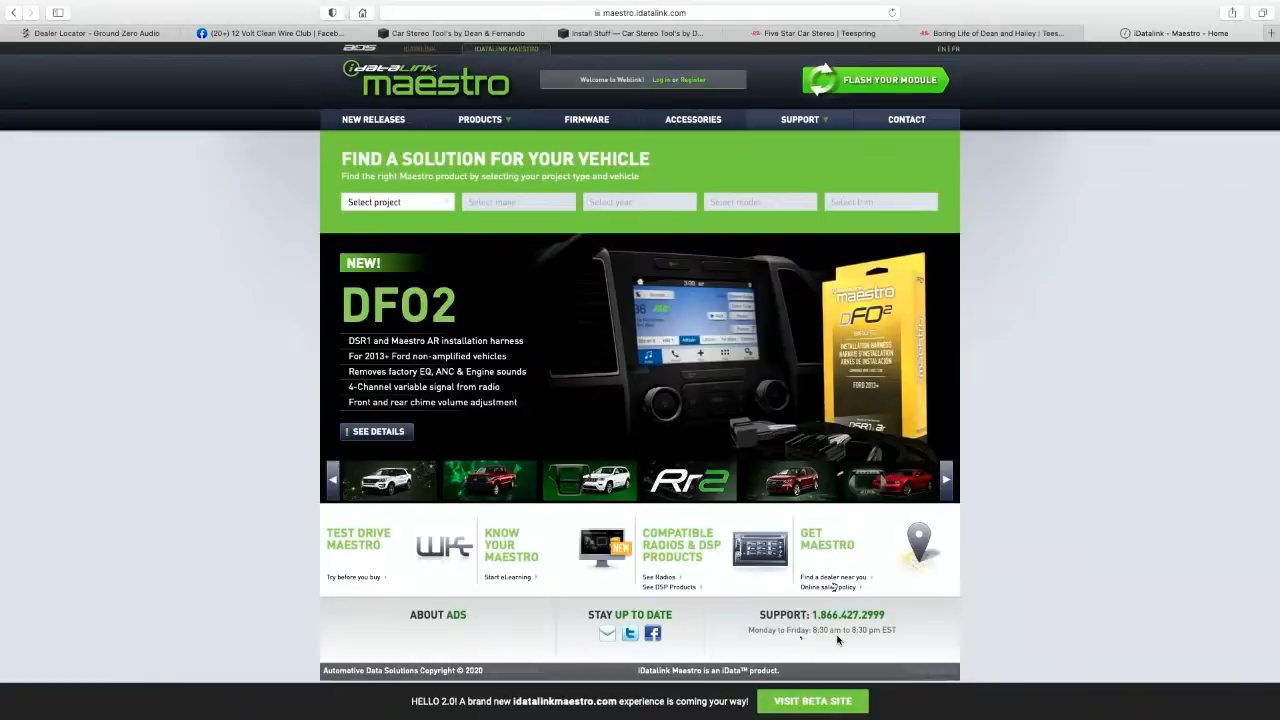 maestro.idatalink.com
Dealer Locator - Ground Zero Audio
(20+) 12 Volt Clean Wire Club | Faceb...
Car Stereo Tool's by Dean & Fernando
Install Stuff — Car Stereo Tool's by D...
Five Star Car Stereo | Teespring
Boring Life of Dean and Hailey | Tees...
iDatalink - Maestro - Home
ADS
IDATALINK
IDATALINK MAESTRO
EN | FR
iDATALINK
maestro
Welcome to Weblink! Log in or Register
FLASH YOUR MODULE
NEW RELEASES
PRODUCTS
FIRMWARE
ACCESSORIES
SUPPORT
CONTACT
FIND A SOLUTION FOR YOUR VEHICLE
Find the right Maestro product by selecting your project type and vehicle
Select project
Select make
Select year
Select model
Select trim
NEW!
DFO2
DSR1 and Maestro AR installation harness
For 2013+ Ford non-amplified vehicles
Removes factory EQ, ANC & Engine sounds
4-Channel variable signal from radio
Front and rear chime volume adjustment
! SEE DETAILS
maestro
DFO2
INSTALLATION HARNESS
FORD 2013+
DSR1, ar
Rr2
TEST DRIVE
MAESTRO
Try before you buy
KNOW
YOUR
MAESTRO
NEW
Start eLearning
COMPATIBLE
RADIOS & DSP
PRODUCTS
See Radios
See DSP Products
GET
MAESTRO
Find a dealer near you
Online sales policy
ABOUT ADS
STAY UP TO DATE
SUPPORT: 1.866.427.2999
Monday to Friday: 8:30 am to 8:30 pm EST
Automotive Data Solutions Copyright © 2020
iDatalink Maestro is an iData™ product.
HELLO 2.0! A brand new idatalinkmaestro.com experience is coming your way!
VISIT BETA SITE